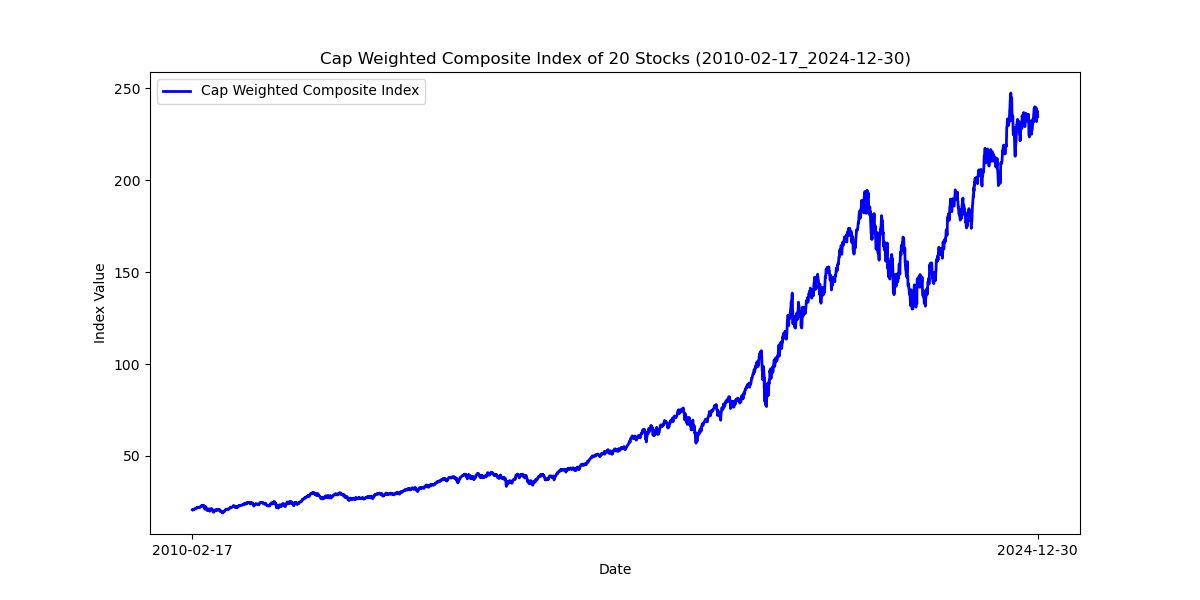 Cap Weighted Composite Index of 20 Stocks (2010-02-17_2024-12-30)
Cap Weighted Composite Index
250
200
150
100
50
Index Value
2010-02-17
2024-12-30
Date